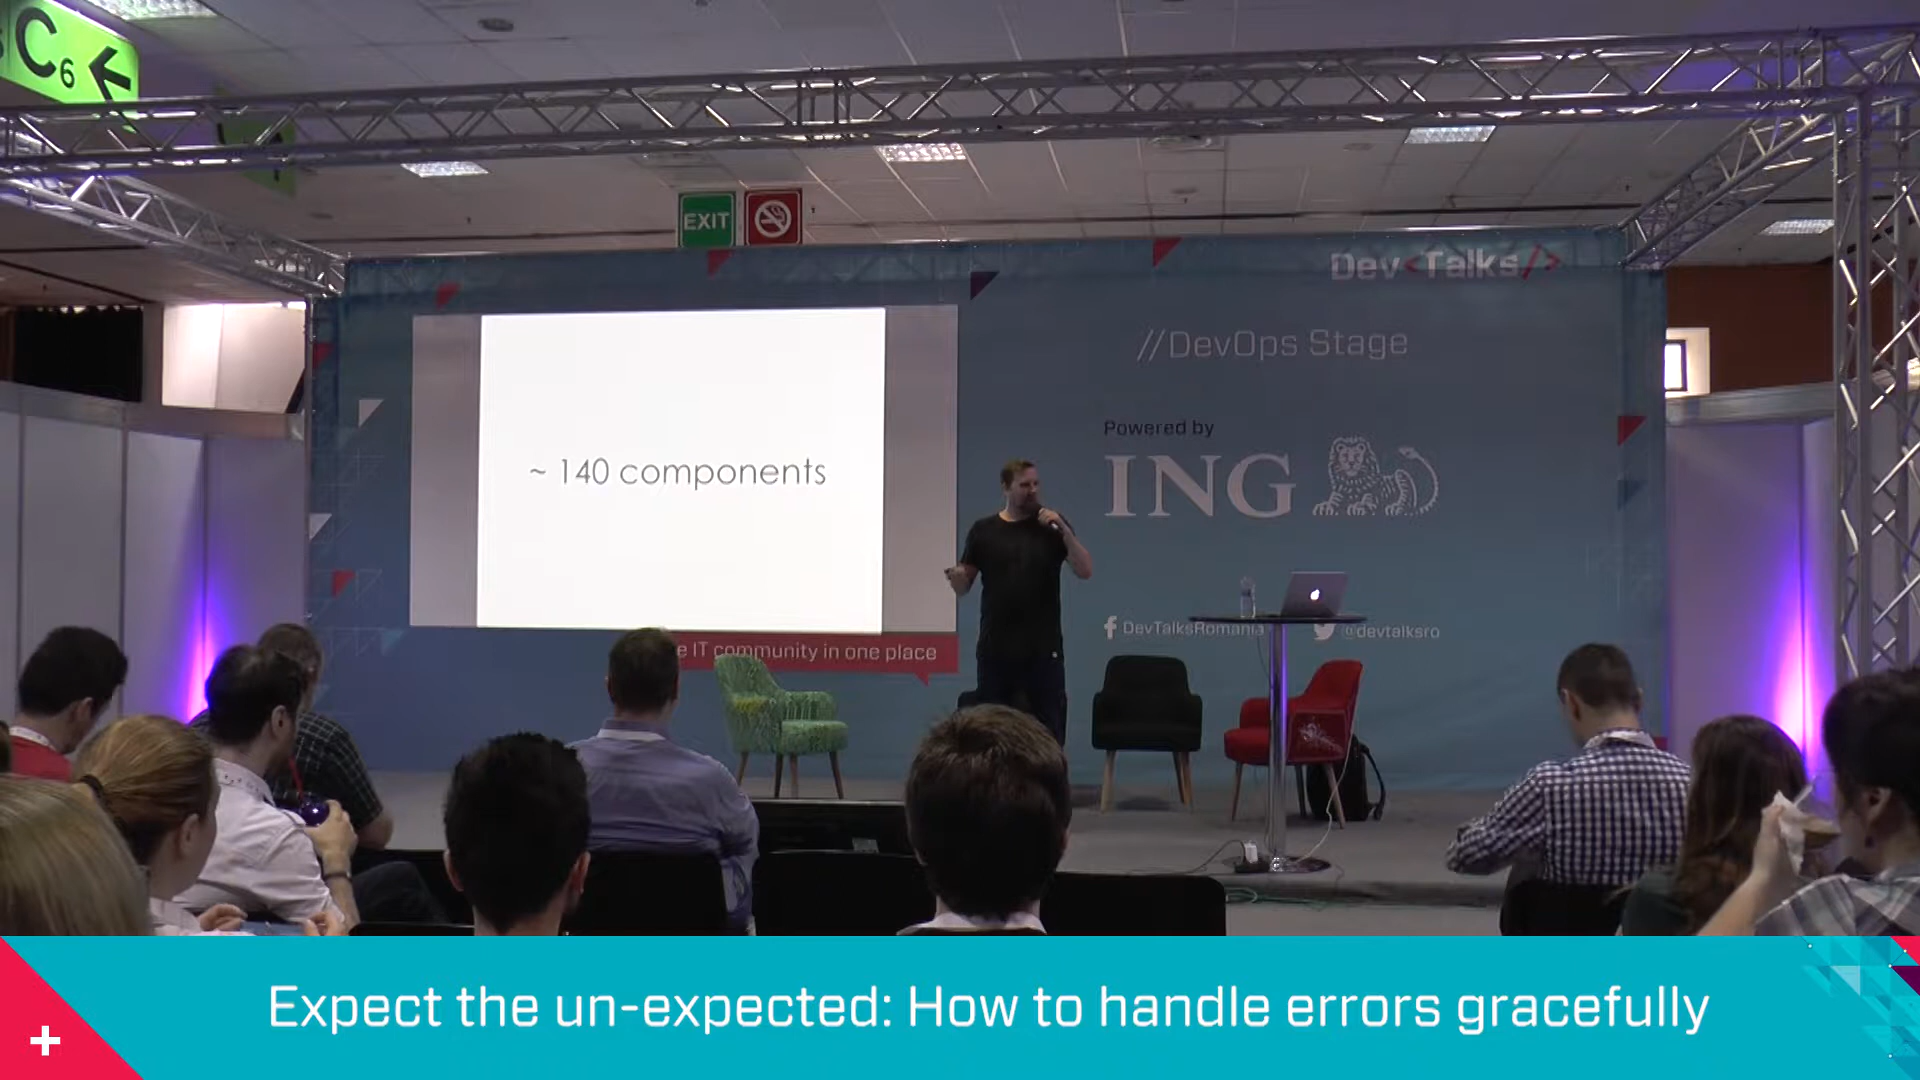 C6
EXIT
Dev<Talks/>
//DevOps Stage
Powered by
ING
~ 140 components
DevTalksRomania
@devtalksro
e IT community in one place
Expect the un-expected: How to handle errors gracefully